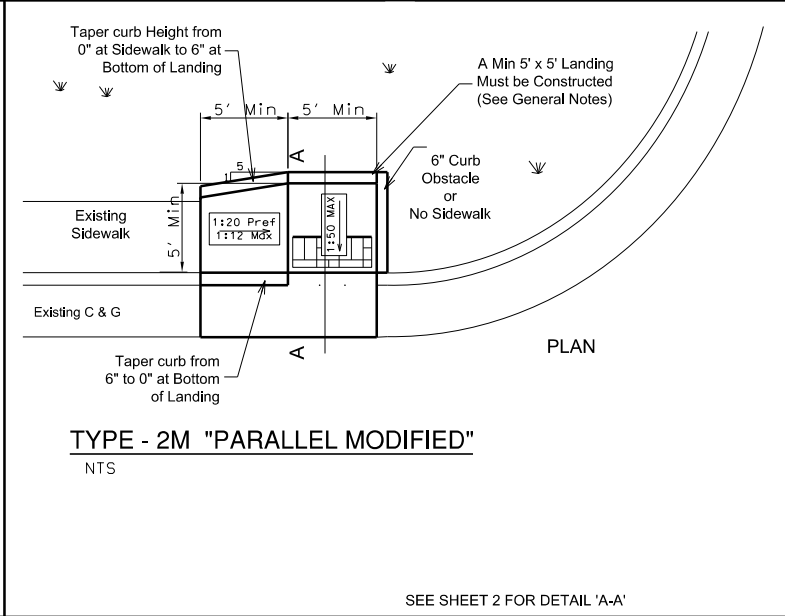 Taper curb Height from
0" at Sidewalk to 6" at
Bottom of Landing
A Min 5' x 5' Landing
Must be Constructed
(See General Notes)
5' Min
5' Min
A
6" Curb
Obstacle
or
No Sidewalk
5
1
5' Min
Existing
Sidewalk
1:20 Pref
1:12 Max
1:50 MAX
Existing C & G
A
PLAN
Taper curb from
6" to 0" at Bottom
of Landing
TYPE - 2M "PARALLEL MODIFIED"
NTS
SEE SHEET 2 FOR DETAIL 'A-A'